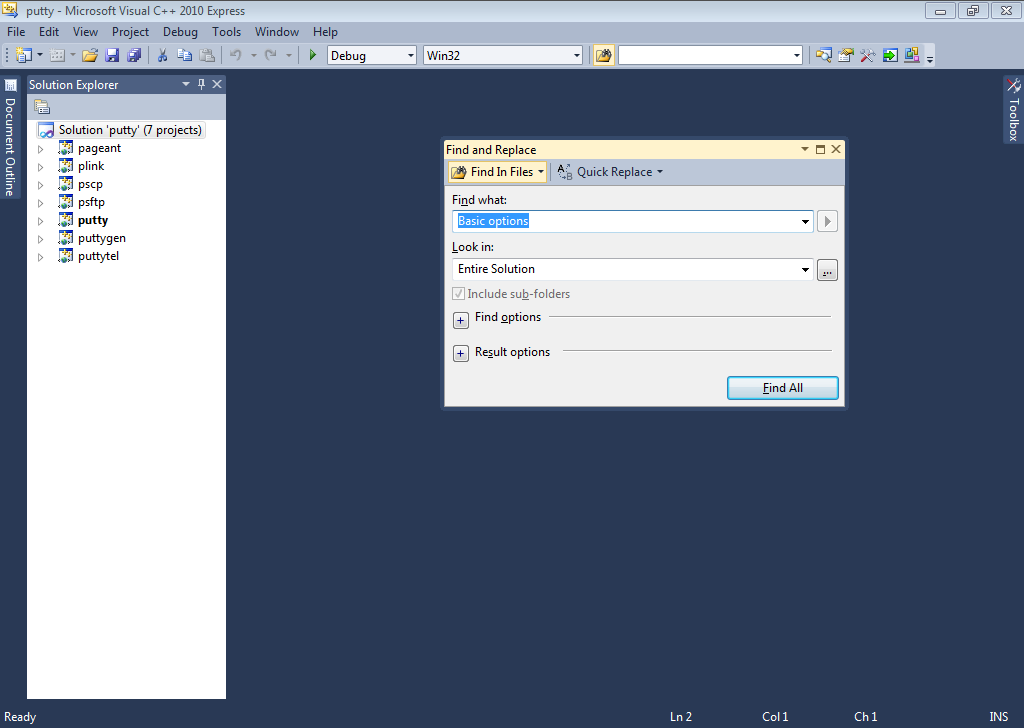 putty - Microsoft Visual C++ 2010 Express
File Edit View Project Debug Tools Window Help
Debug Win32
Document Outline
Solution Explorer
Solution 'putty' (7 projects)
pageant
plink
pscp
psftp
putty
puttygen
puttytel
Find and Replace
Find In Files Quick Replace
Find what:
Basic options
Look in:
Entire Solution
...
Include sub-folders
Find options
Result options
Find All
Toolbox
Ready Ln 2 Col 1 Ch 1 INS